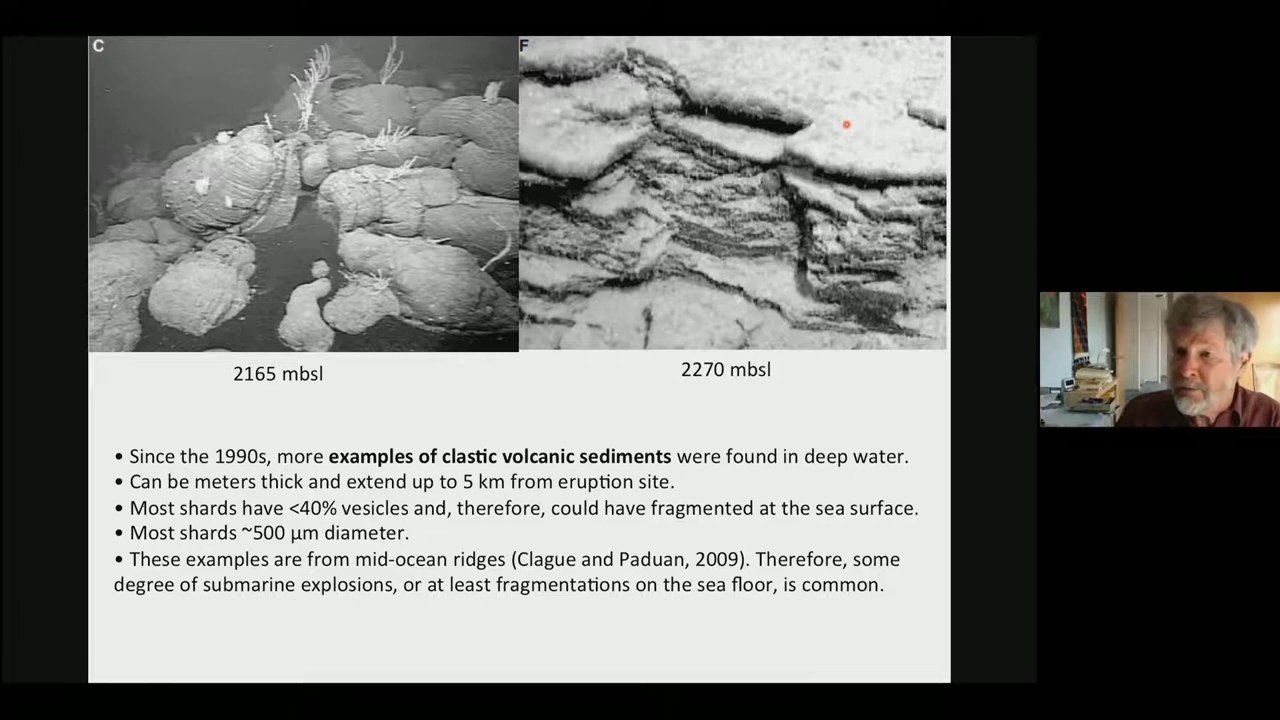 C
F
2165 mbsl
2270 mbsl
• Since the 1990s, more examples of clastic volcanic sediments were found in deep water.
• Can be meters thick and extend up to 5 km from eruption site.
• Most shards have <40% vesicles and, therefore, could have fragmented at the sea surface.
• Most shards ~500 µm diameter.
• These examples are from mid-ocean ridges (Clague and Paduan, 2009). Therefore, some
degree of submarine explosions, or at least fragmentations on the sea floor, is common.